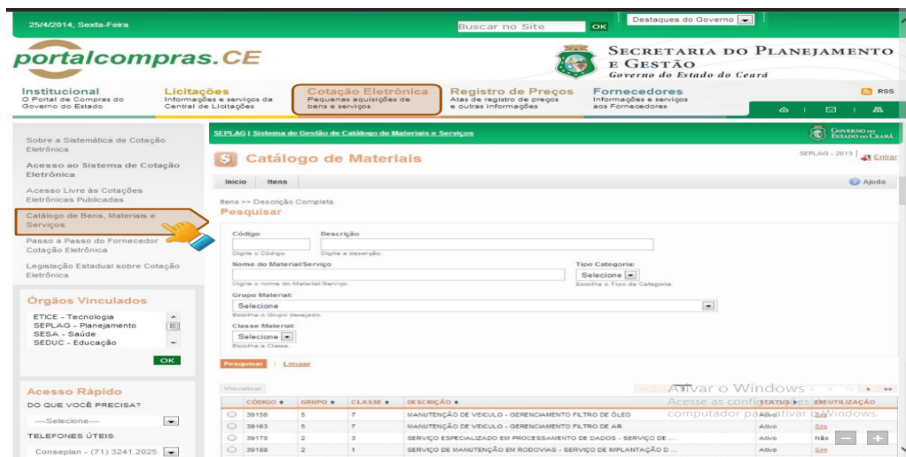 25/4/2014, Sexta-Feira
Buscar no Site
OK
Destaques do Governo
portalcompras.CE
SECRETARIA DO PLANEJAMENTO
E GESTÃO
Governo do Estado do Ceará
Institucional
O Portal de Compras do
Governo do Estado
Licitações
Informações e serviços da
Central de Licitações
Cotação Eletrônica
Pequenas aquisições de
bens e serviços
Registro de Preços
Atas de registro de preços
e outras informações
Fornecedores
Informações e serviços
aos Fornecedores
RSS
Sobre a Sistemática de Cotação
Eletrônica
Acesso ao Sistema de Cotação
Eletrônica
Acesso Livre às Cotações
Eletrônicas Publicadas
Catálogo de Bens, Materiais e
Serviços
Passo a Passo do Fornecedor
Cotação Eletrônica
Legislação Estadual sobre Cotação
Eletrônica
Órgãos Vinculados
ETICE - Tecnologia
SEPLAG - Planejamento
SESA - Saúde
SEDUC - Educação
OK
Acesso Rápido
DO QUE VOCÊ PRECISA?
----Selecione----
TELEFONES ÚTEIS
Conseplan - (71) 3241.2025
SEPLAG | Sistema de Gestão de Catálogo de Materiais e Serviços
GOVERNO DO
ESTADO DO CEARÁ
S Catálogo de Materiais
SEPLAG - 2013 | Entrar
Inicio Itens
Ajuda
Itens >> Descrição Completa
Pesquisar
Código Descrição
Digite o Código. Digite a descrição.
Nome do Material/Serviço Tipo Categoria:
Selecione
Digite o nome do Material/Serviço. Escolha o Tipo da Categoria.
Grupo Material:
Selecione
Escolha o Grupo desejado.
Classe Material:
Selecione
Escolha a Classe.
Pesquisar | Limpar
Visualizar
Ativar o Windows
Acesse as
computador para ativar o Windows.
CÓDIGO GRUPO CLASSE DESCRIÇÃO STATUS
39156 5 7 MANUTENÇÃO DE VEICULO - GERENCIAMENTO FILTRO DE ÓLEO Ativo Sim
39163 5 7 MANUTENÇÃO DE VEICULO - GERENCIAMENTO FILTRO DE AR Ativo Sim
39179 2 3 SERVIÇO ESPECIALIZADO EM PROCESSAMENTO DE DADOS - SERVIÇO DE ... Ativo Não
39188 2 1 SERVIÇO DE MANUTENÇÃO EM RODOVIAS - SERVIÇO DE IMPLANTAÇÃO D ... Ativo Sim